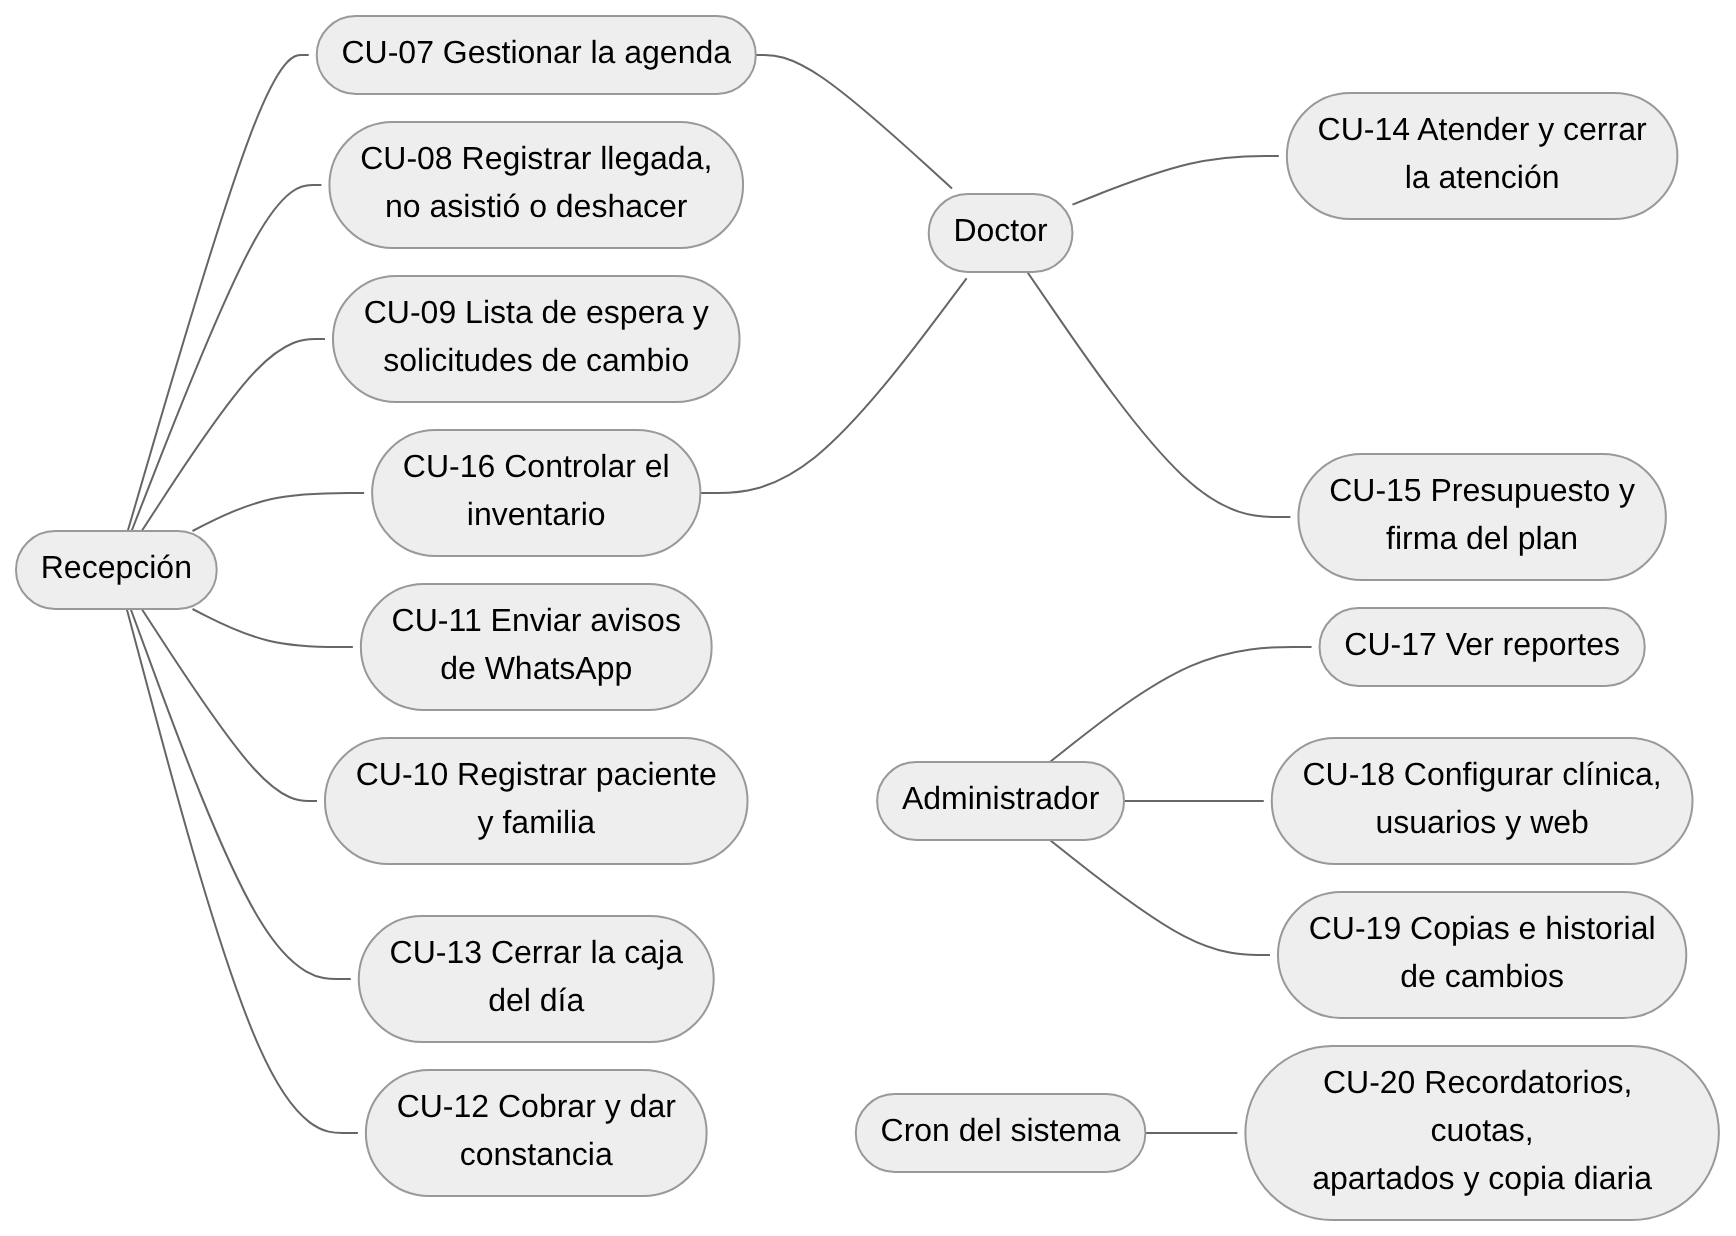 CU-07 Gestionar la agenda
CU-08 Registrar llegada,
no asistió o deshacer
CU-09 Lista de espera y
solicitudes de cambio
CU-16 Controlar el
inventario
Recepción
CU-11 Enviar avisos
de WhatsApp
CU-10 Registrar paciente
y familia
CU-13 Cerrar la caja
del día
CU-12 Cobrar y dar
constancia
Doctor
Administrador
Cron del sistema
CU-14 Atender y cerrar
la atención
CU-15 Presupuesto y
firma del plan
CU-17 Ver reportes
CU-18 Configurar clínica,
usuarios y web
CU-19 Copias e historial
de cambios
CU-20 Recordatorios,
cuotas,
apartados y copia diaria